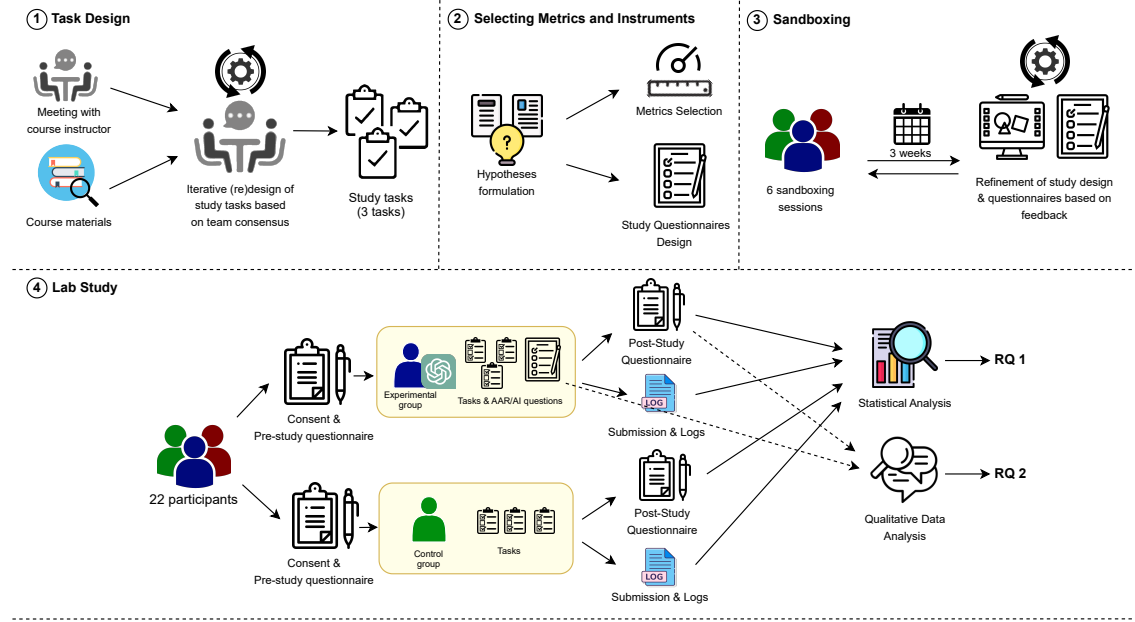 1 Task Design
Meeting with
course instructor
Course materials
Iterative (re)design of
study tasks based
on team consensus
Study tasks
(3 tasks)
2 Selecting Metrics and Instruments
Hypotheses
formulation
Metrics Selection
Study Questionnaires
Design
3 Sandboxing
6 sandboxing
sessions
3 weeks
Refinement of study design
& questionnaires based on
feedback
4 Lab Study
22 participants
Consent &
Pre-study questionnaire
Experimental
group
Tasks & AAR/AI questions
Post-Study
Questionnaire
LOG
Submission & Logs
Consent &
Pre-study questionnaire
Control
group
Tasks
Post-Study
Questionnaire
LOG
Submission & Logs
Statistical Analysis
RQ 1
Qualitative Data
Analysis
RQ 2